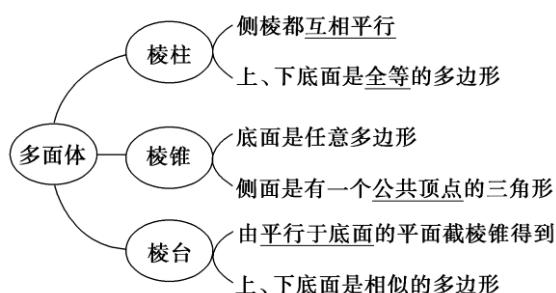 侧棱都互相平行
棱柱
上、下底面是全等的多边形
底面是任意多边形
多面体
棱锥
侧面是有一个公共顶点的三角形
由平行于底面的平面截棱锥得到
棱台
上、下底面是相似的多边形